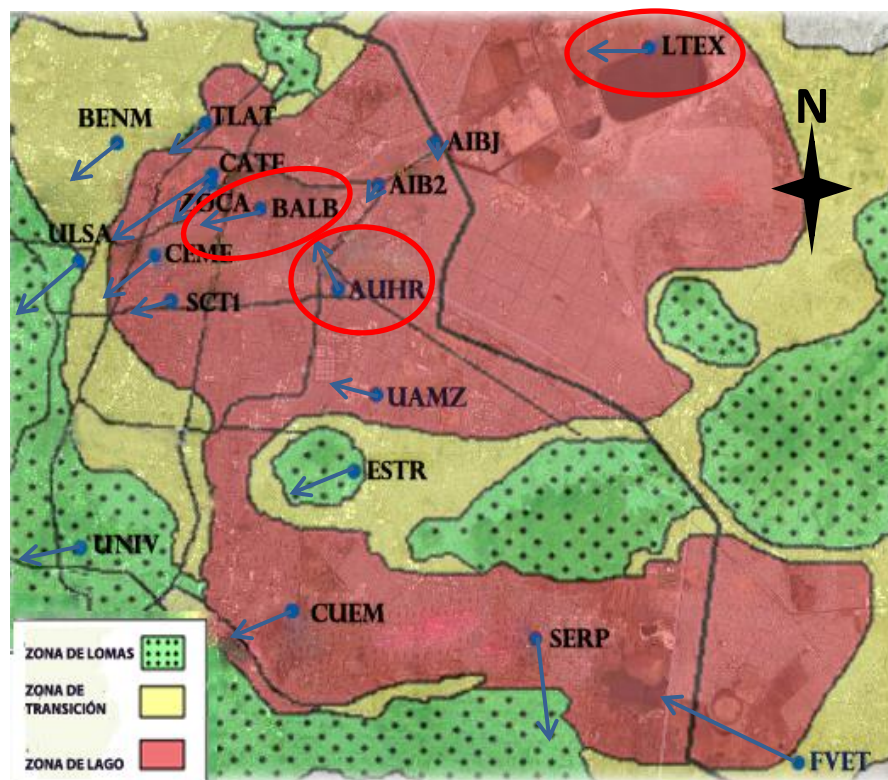 LTEX
N
BENM
TLAT
AIBJ
CATE
AIB2
ZOCA
BALB
ULSA
CEME
AUHR
SCT1
UAMZ
ESTR
UNIV
CUEM
SERP
FVET
ZONA DE LOMAS
ZONA DE
TRANSICIÓN
ZONA DE LAGO